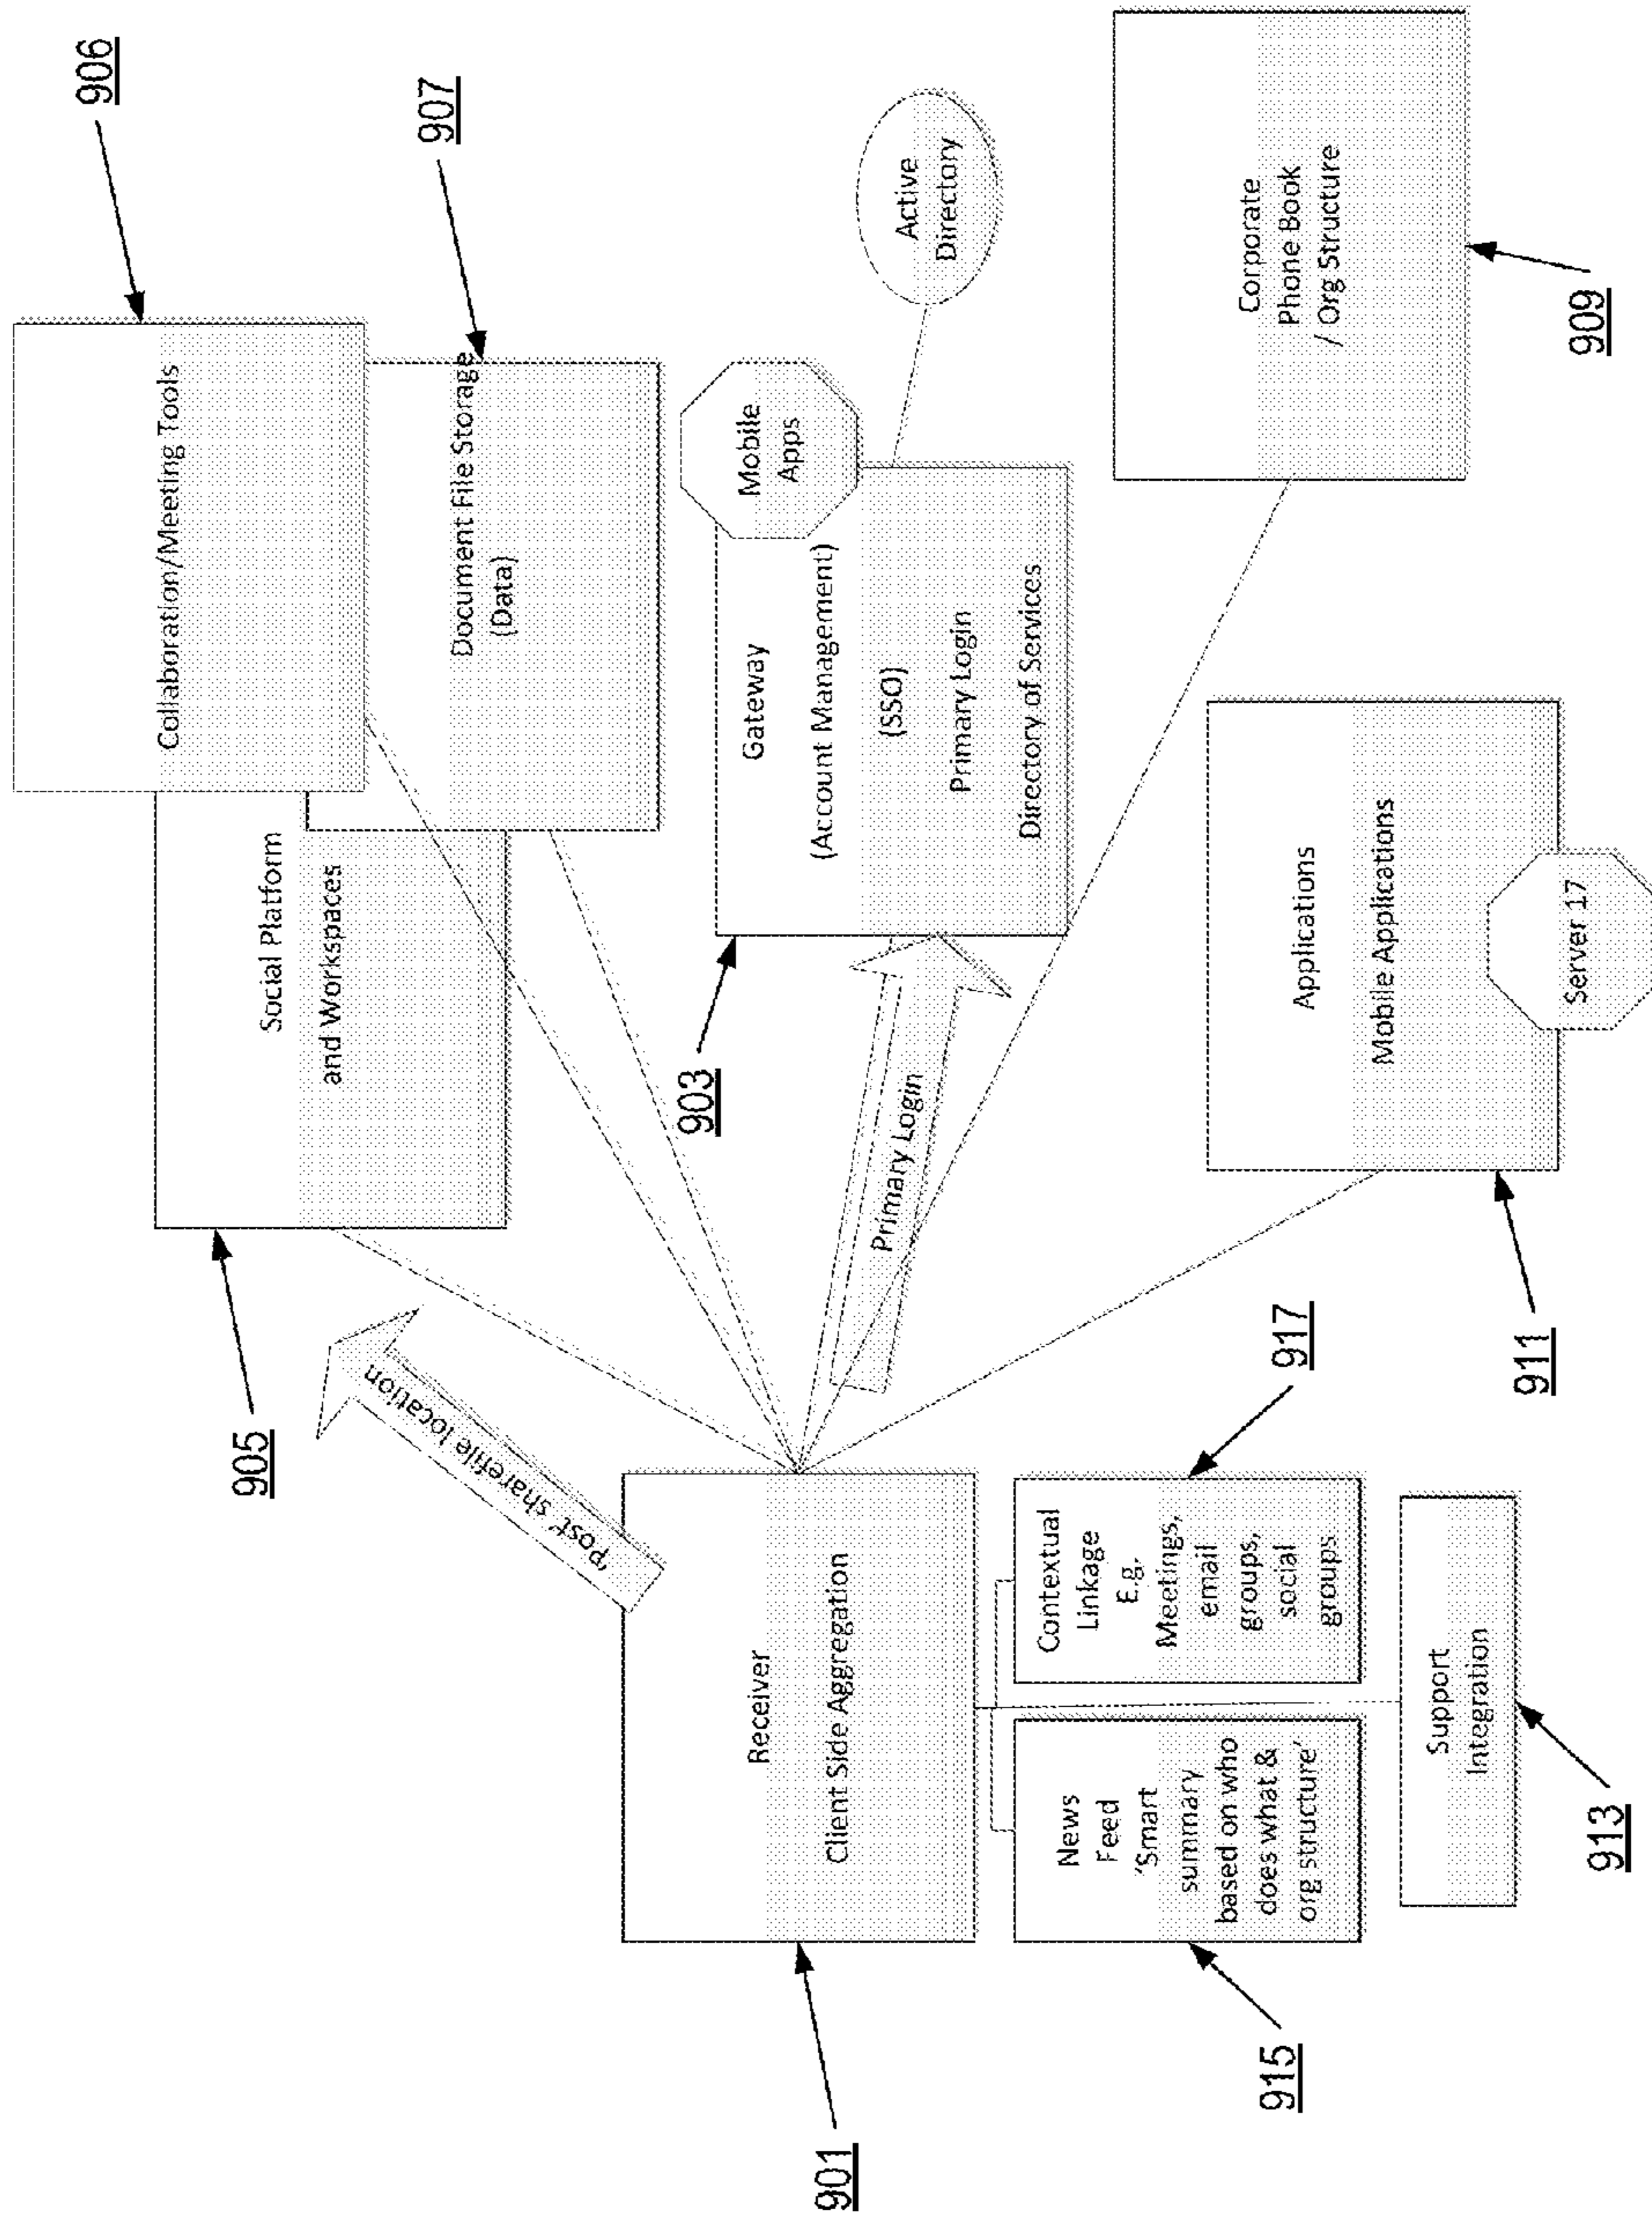 906
Collaboration/Meeting Tools
905
Social Platform
and Workspaces
907
Document File Storage
(Data)
'Post' sharefile location
901
Receiver
Client Side Aggregation
903
Gateway
(Account Management)
(SSO)
Primary Login
Directory of Services
Mobile
Apps
Active
Directory
Primary Login
915
News
Feed
'Smart
summary
based on who
does what &
org structure'
917
Contextual
Linkage
E.g.
Meetings,
email
groups,
social
groups
913
Support
Integration
911
Applications
Mobile Applications
Server 17
909
Corporate
Phone Book
/ Org Structure